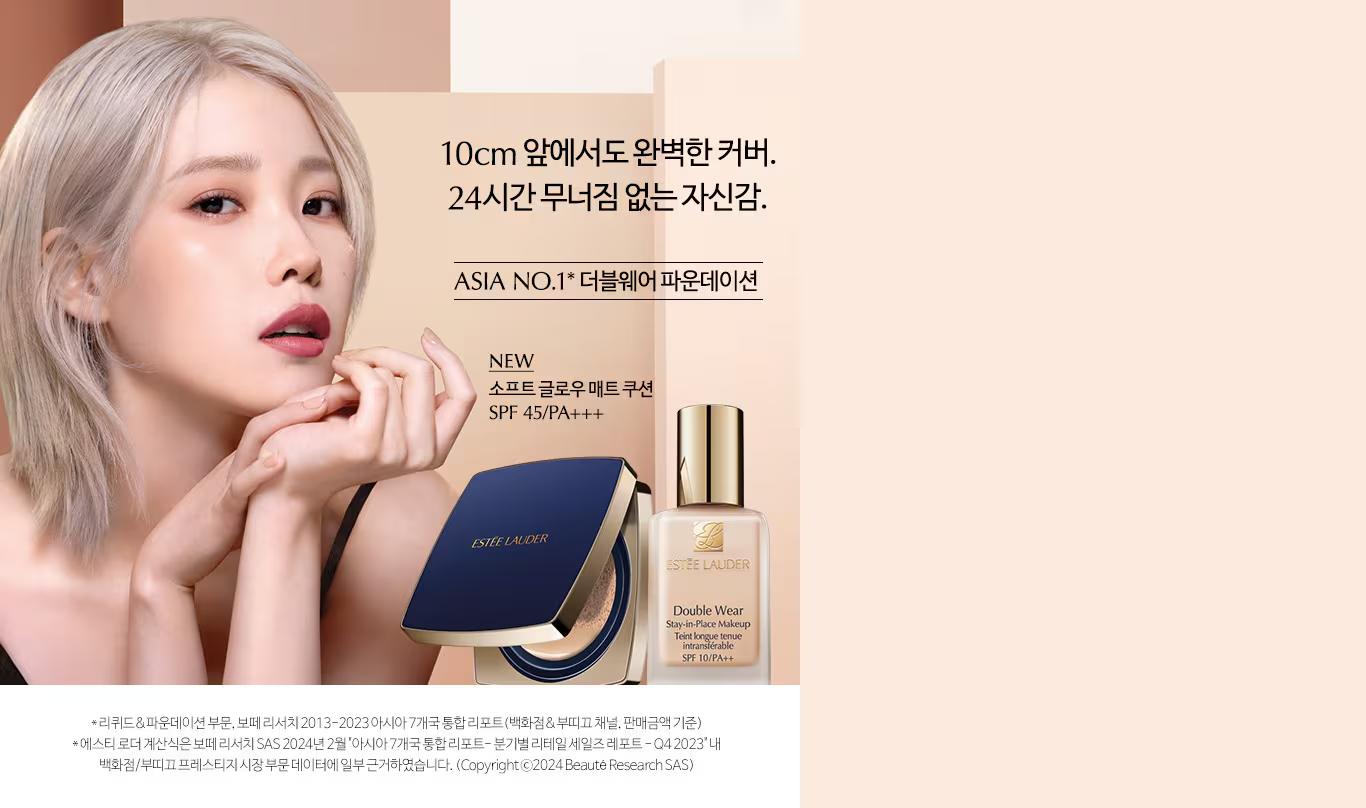 10cm 앞에서도 완벽한 커버.
24시간 무너짐 없는 자신감.
ASIA NO.1* 더블웨어 파운데이션
NEW
소프트 글로우 매트 쿠션
SPF 45/PA+++
ESTĒE LAUDER
ESTĒE LAUDER
Double Wear
Stay-in-Place Makeup
Teint longue tenue
intransférable
SPF 10/PA++
* 리퀴드&파운데이션 부문, 보떼 리서치 2013-2023 아시아 7개국 통합 리포트(백화점&부띠끄 채널, 판매금액 기준)
* 에스티 로더 계산식은 보떼 리서치 SAS 2024년 2월 "아시아 7개국 통합 리포트- 분기별 리테일 세일즈 레포트 - Q4 2023" 내
백화점/부띠끄 프레스티지 시장 부문 데이터에 일부 근거하였습니다. (Copyright ⓒ2024 Beauté Research SAS)